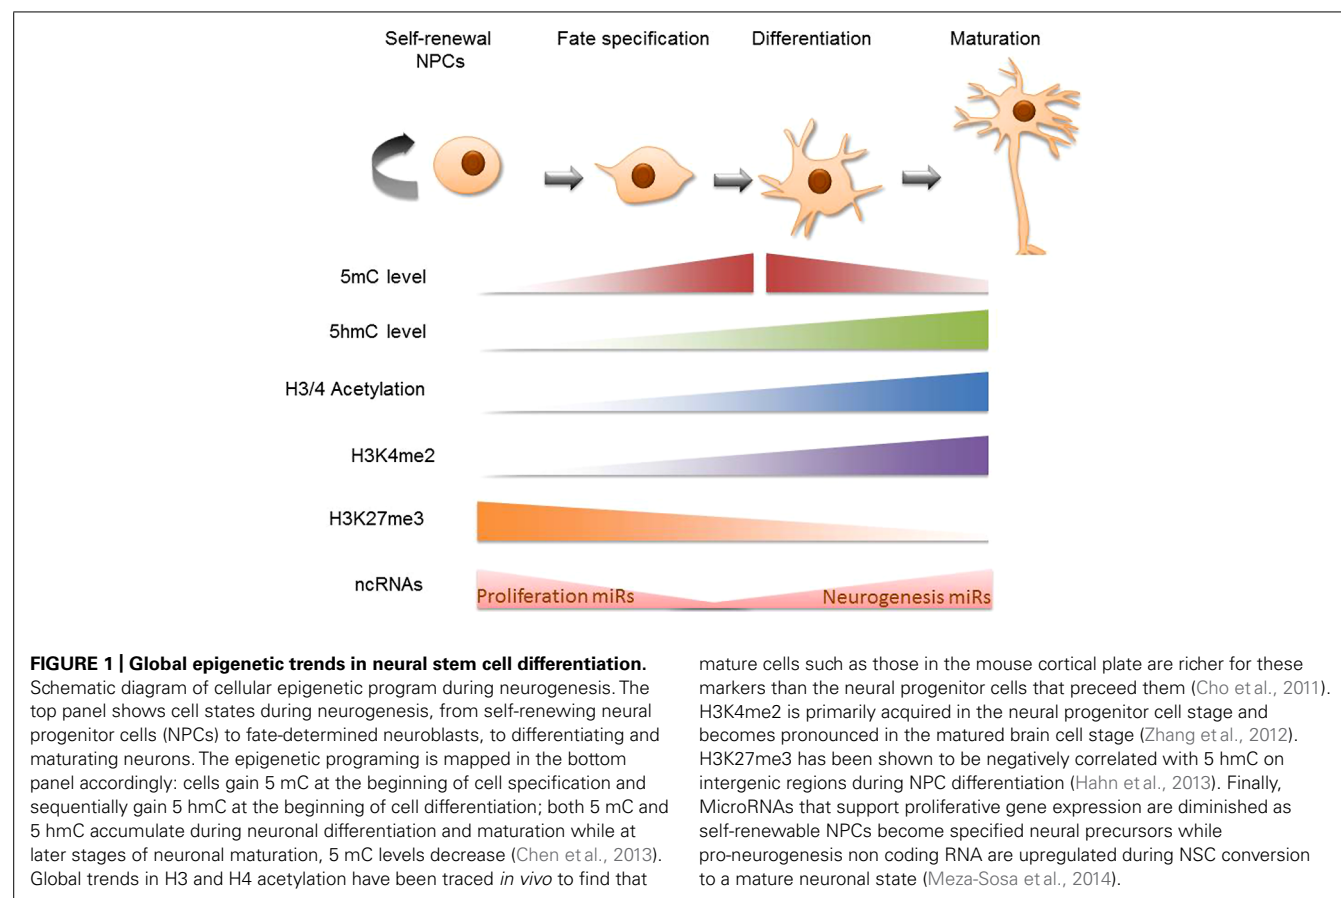 Self-renewal
NPCs
Fate specification
Differentiation
Maturation
5mC level
5hmC level
H3/4 Acetylation
H3K4me2
H3K27me3
ncRNAs
Proliferation miRs
Neurogenesis miRs
FIGURE 1 | Global epigenetic trends in neural stem cell differentiation.
Schematic diagram of cellular epigenetic program during neurogenesis. The
top panel shows cell states during neurogenesis, from self-renewing neural
progenitor cells (NPCs) to fate-determined neuroblasts, to differentiating and
maturating neurons. The epigenetic programing is mapped in the bottom
panel accordingly: cells gain 5 mC at the beginning of cell specification and
sequentially gain 5 hmC at the beginning of cell differentiation; both 5 mC and
5 hmC accumulate during neuronal differentiation and maturation while at
later stages of neuronal maturation, 5 mC levels decrease (Chen et al., 2013).
Global trends in H3 and H4 acetylation have been traced in vivo to find that
mature cells such as those in the mouse cortical plate are richer for these
markers than the neural progenitor cells that preceed them (Cho et al., 2011).
H3K4me2 is primarily acquired in the neural progenitor cell stage and
becomes pronounced in the matured brain cell stage (Zhang et al., 2012).
H3K27me3 has been shown to be negatively correlated with 5 hmC on
intergenic regions during NPC differentiation (Hahn et al., 2013). Finally,
MicroRNAs that support proliferative gene expression are diminished as
self-renewable NPCs become specified neural precursors while
pro-neurogenesis non coding RNA are upregulated during NSC conversion
to a mature neuronal state (Meza-Sosa et al., 2014).